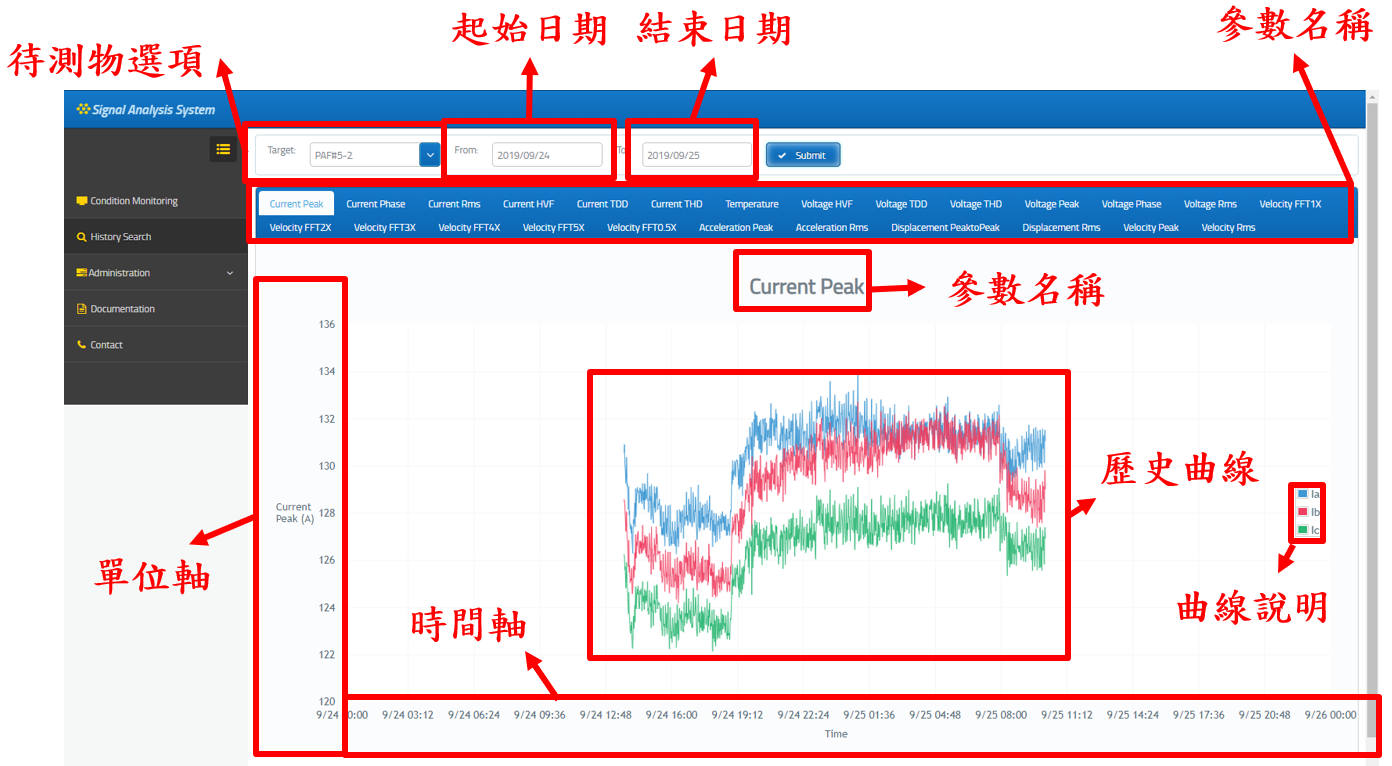 起始日期 結束日期
參數名稱
待測物選項
Signal Analysis System
Target: PAF#5-2 From: 2019/09/24 To 2019/09/25 Submit
Current Peak Current Phase Current Rms Current HVF Current TDD Current THD Temperature Voltage HVF Voltage TDD Voltage THD Voltage Peak Voltage Phase Voltage Rms Velocity FFT1X
Velocity FFT2X Velocity FFT3X Velocity FFT4X Velocity FFT5X Velocity FFT0.5X Acceleration Peak Acceleration Rms Displacement PeaktoPeak Displacement Rms Velocity Peak Velocity Rms
Condition Monitoring
History Search
Administration
Documentation
Contact
Current Peak
參數名稱
136
134
132
130
128
126
124
122
120
Current
Peak (A)
歷史曲線
Ia
Ib
Ic
單位軸
曲線說明
時間軸
9/24 00:00 9/24 03:12 9/24 06:24 9/24 09:36 9/24 12:48 9/24 16:00 9/24 19:12 9/24 22:24 9/25 01:36 9/25 04:48 9/25 08:00 9/25 11:12 9/25 14:24 9/25 17:36 9/25 20:48 9/26 00:00
Time